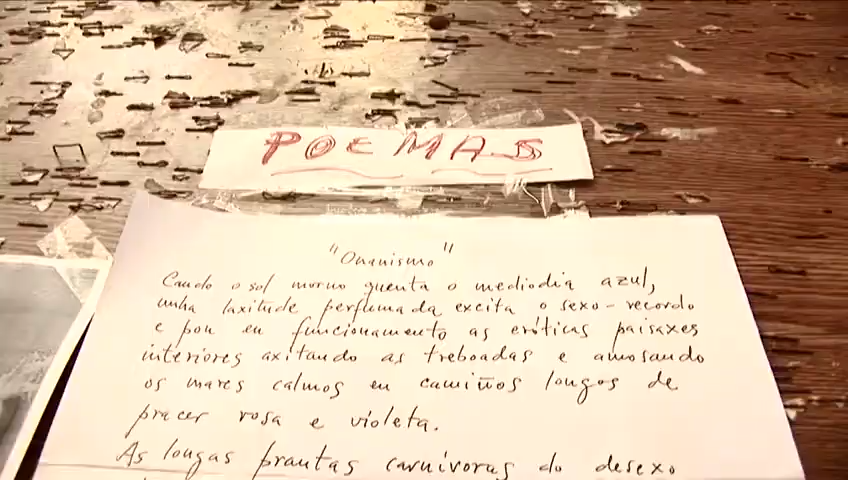 POEMAS
"Onanismo"
Cando o sol morno quenta o mediodia azul,
unha laxitude perfumada excita o sexo-recordo
e pon en funcionamento as eróticas paisaxes
interiores axitando as treboadas e amosando
os mares calmos en camiños longos de
pracer rosa e violeta.
As longas prantas carnívoras do desexo